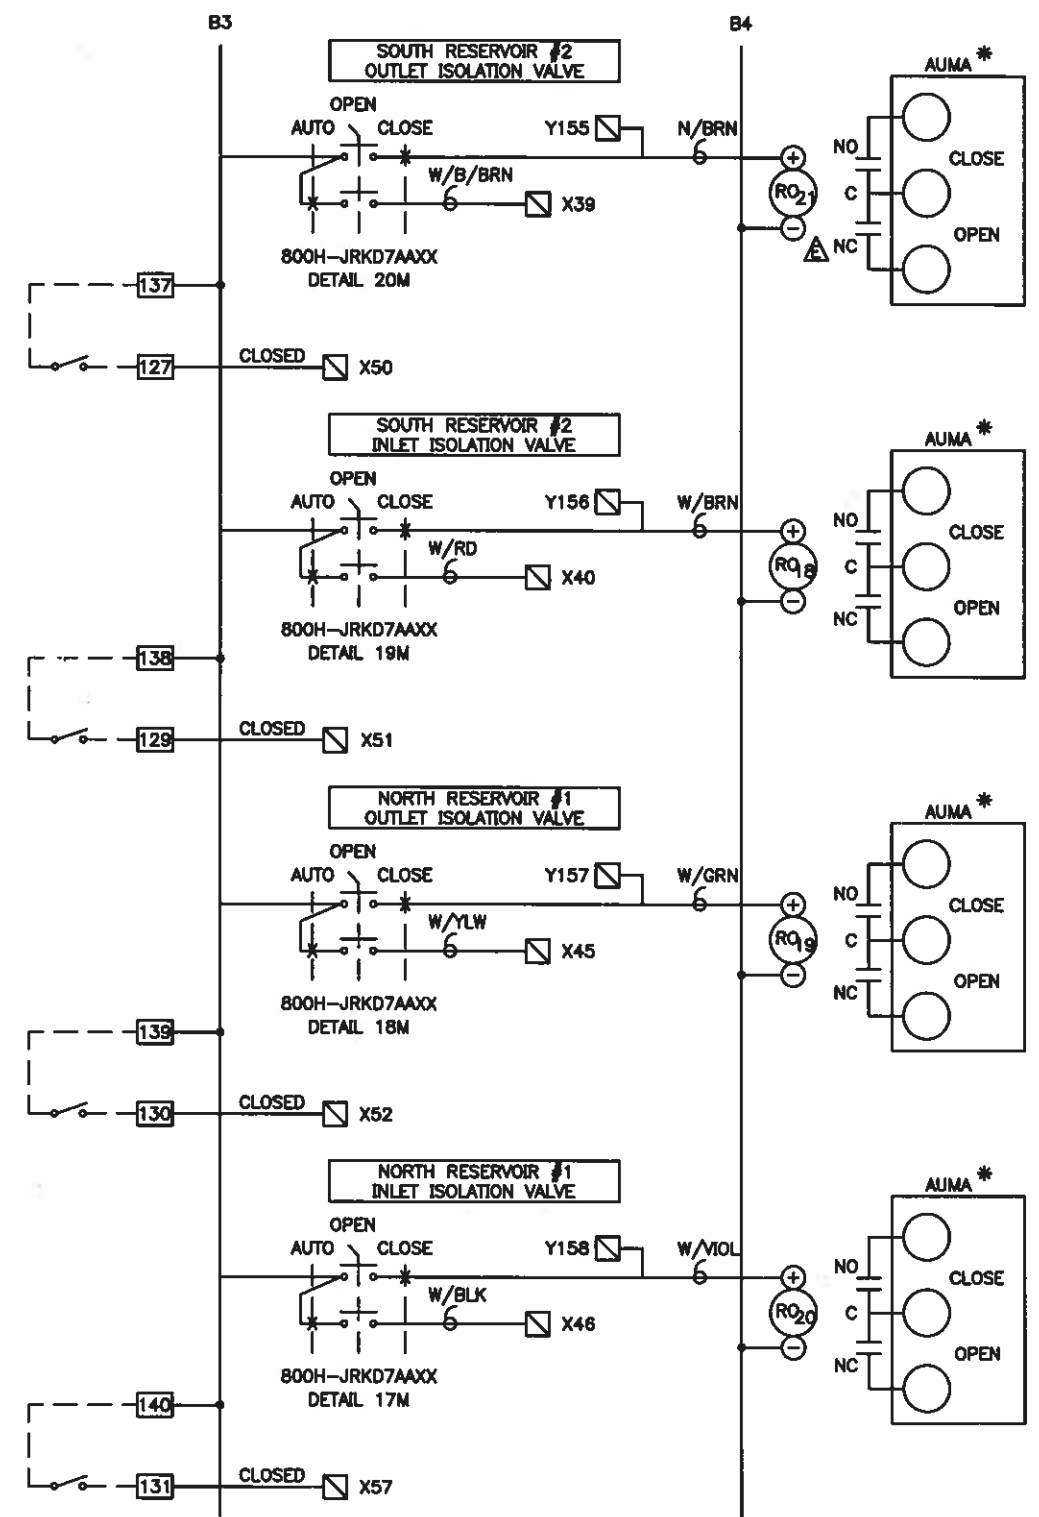 B3
B4
SOUTH RESERVOIR #2
OUTLET ISOLATION VALVE
AUMA *
OPEN
AUTO
CLOSE
Y155
N/BRN
NO
CLOSE
W/B/BRN
X39
RO21
C
OPEN
E
NC
800H-JRKD7AAXX
DETAIL 20M
137
127
CLOSED
X50
SOUTH RESERVOIR #2
INLET ISOLATION VALVE
AUMA *
OPEN
AUTO
CLOSE
Y156
W/BRN
NO
CLOSE
W/RD
X40
RO18
C
OPEN
NC
800H-JRKD7AAXX
DETAIL 19M
138
129
CLOSED
X51
NORTH RESERVOIR #1
OUTLET ISOLATION VALVE
AUMA *
OPEN
AUTO
CLOSE
Y157
W/GRN
NO
CLOSE
W/YLW
X45
RO19
C
OPEN
NC
800H-JRKD7AAXX
DETAIL 18M
139
130
CLOSED
X52
NORTH RESERVOIR #1
INLET ISOLATION VALVE
AUMA *
OPEN
AUTO
CLOSE
Y158
W/VIOL
NO
CLOSE
W/BLK
X46
RO20
C
OPEN
NC
800H-JRKD7AAXX
DETAIL 17M
140
131
CLOSED
X57